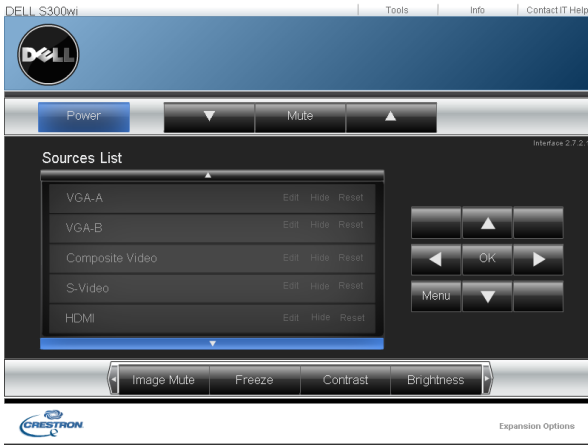 DELL S300wi
Tools Info Contact IT Help
DELL
Power Mute
Interface 2.7.2.1
Sources List
VGA-A Edit Hide Reset
VGA-B Edit Hide Reset
Composite Video Edit Hide Reset
S-Video Edit Hide Reset
HDMI Edit Hide Reset
OK
Menu
Image Mute Freeze Contrast Brightness
CRESTRON
Expansion Options